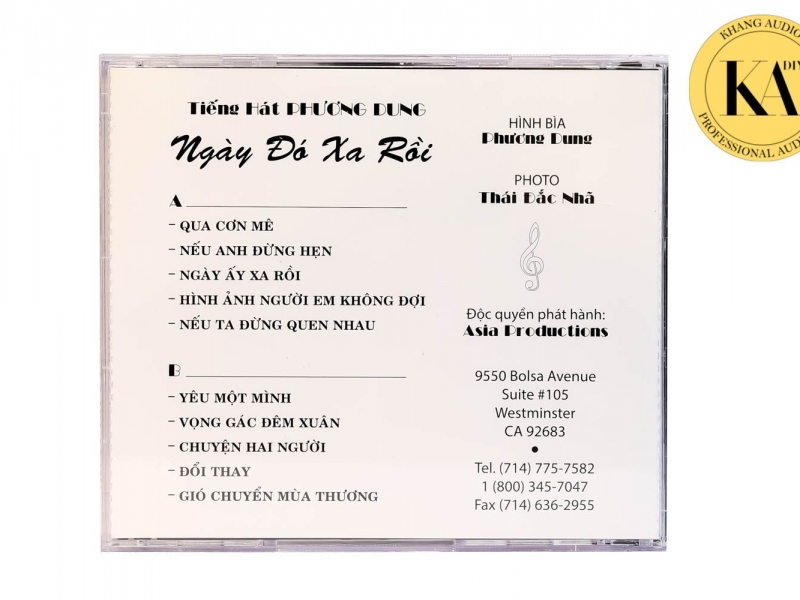 Tiếng Hát PHƯƠNG DUNG
Ngày Đó Xa Rồi
A
- QUA CƠN MÊ
- NẾU ANH ĐỪNG HẸN
- NGÀY ẤY XA RỒI
- HÌNH ẢNH NGƯỜI EM KHÔNG ĐỢI
- NẾU TA ĐỪNG QUEN NHAU
B
- YÊU MỘT MÌNH
- VỌNG GÁC ĐÊM XUÂN
- CHUYỆN HAI NGƯỜI
- ĐỔI THAY
- GIÓ CHUYỂN MÙA THƯƠNG
HÌNH BÌA
Phương Dung
PHOTO
Thái Đắc Nhã
Độc quyền phát hành:
Asia Productions
9550 Bolsa Avenue
Suite #105
Westminster
CA 92683
•
Tel. (714) 775-7582
1 (800) 345-7047
Fax (714) 636-2955
KHANG AUDIO
KA
DIY
PROFESSIONAL AUDIO